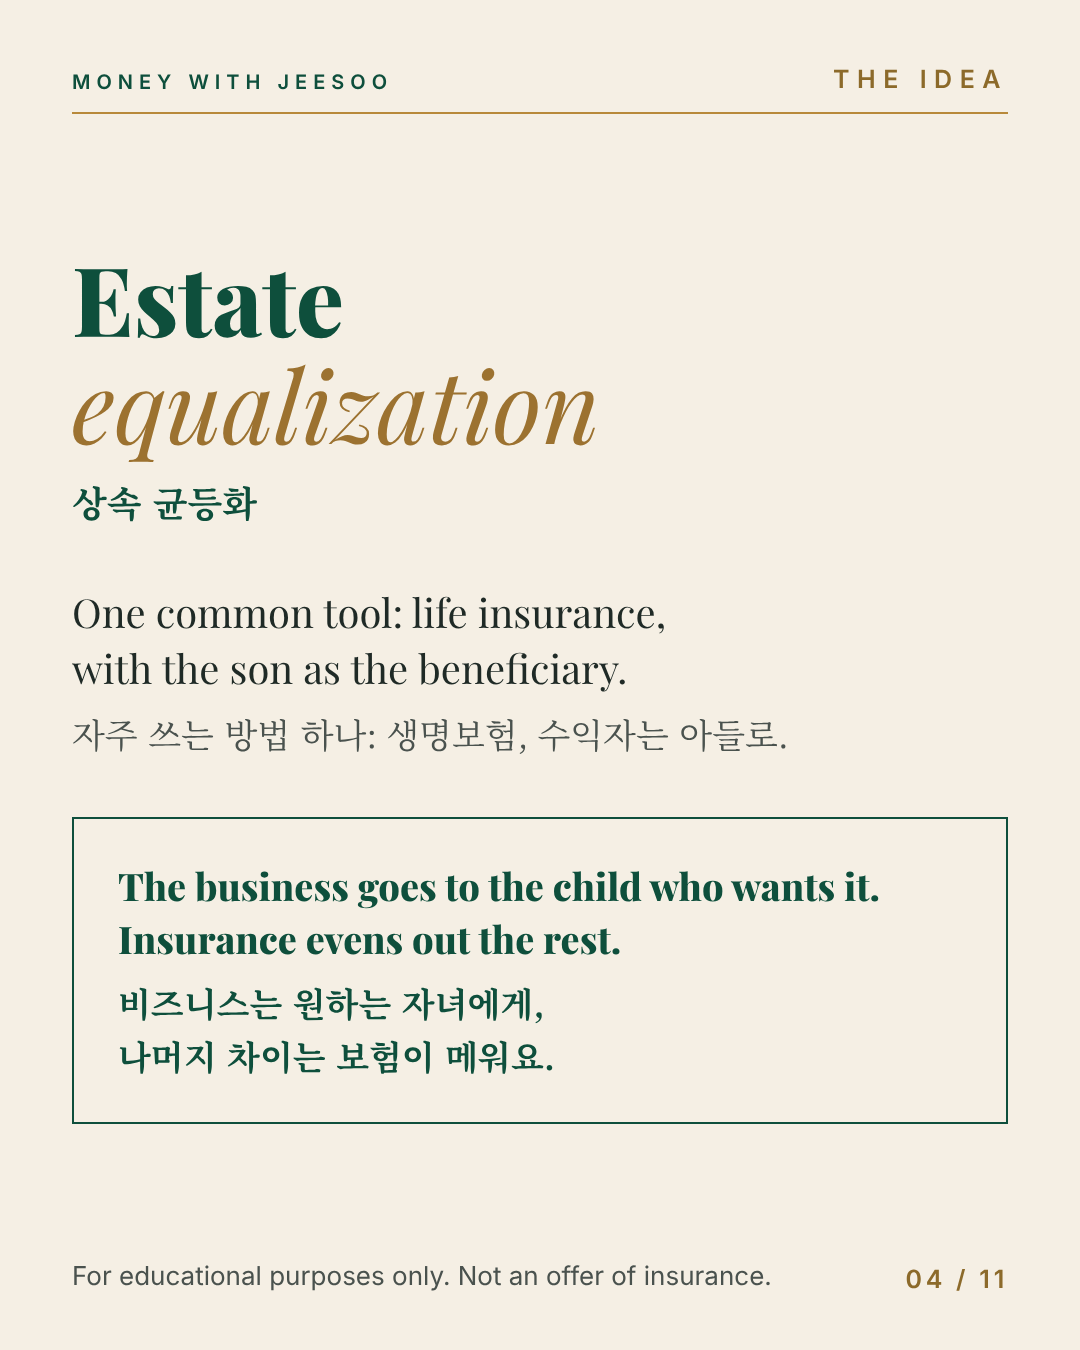 MONEY WITH JEESOO
THE IDEA
Estate
equalization
상속 균등화
One common tool: life insurance,
with the son as the beneficiary.
자주 쓰는 방법 하나: 생명보험, 수익자는 아들로.
The business goes to the child who wants it.
Insurance evens out the rest.
비즈니스는 원하는 자녀에게,
나머지 차이는 보험이 메워요.
For educational purposes only. Not an offer of insurance.
04 / 11